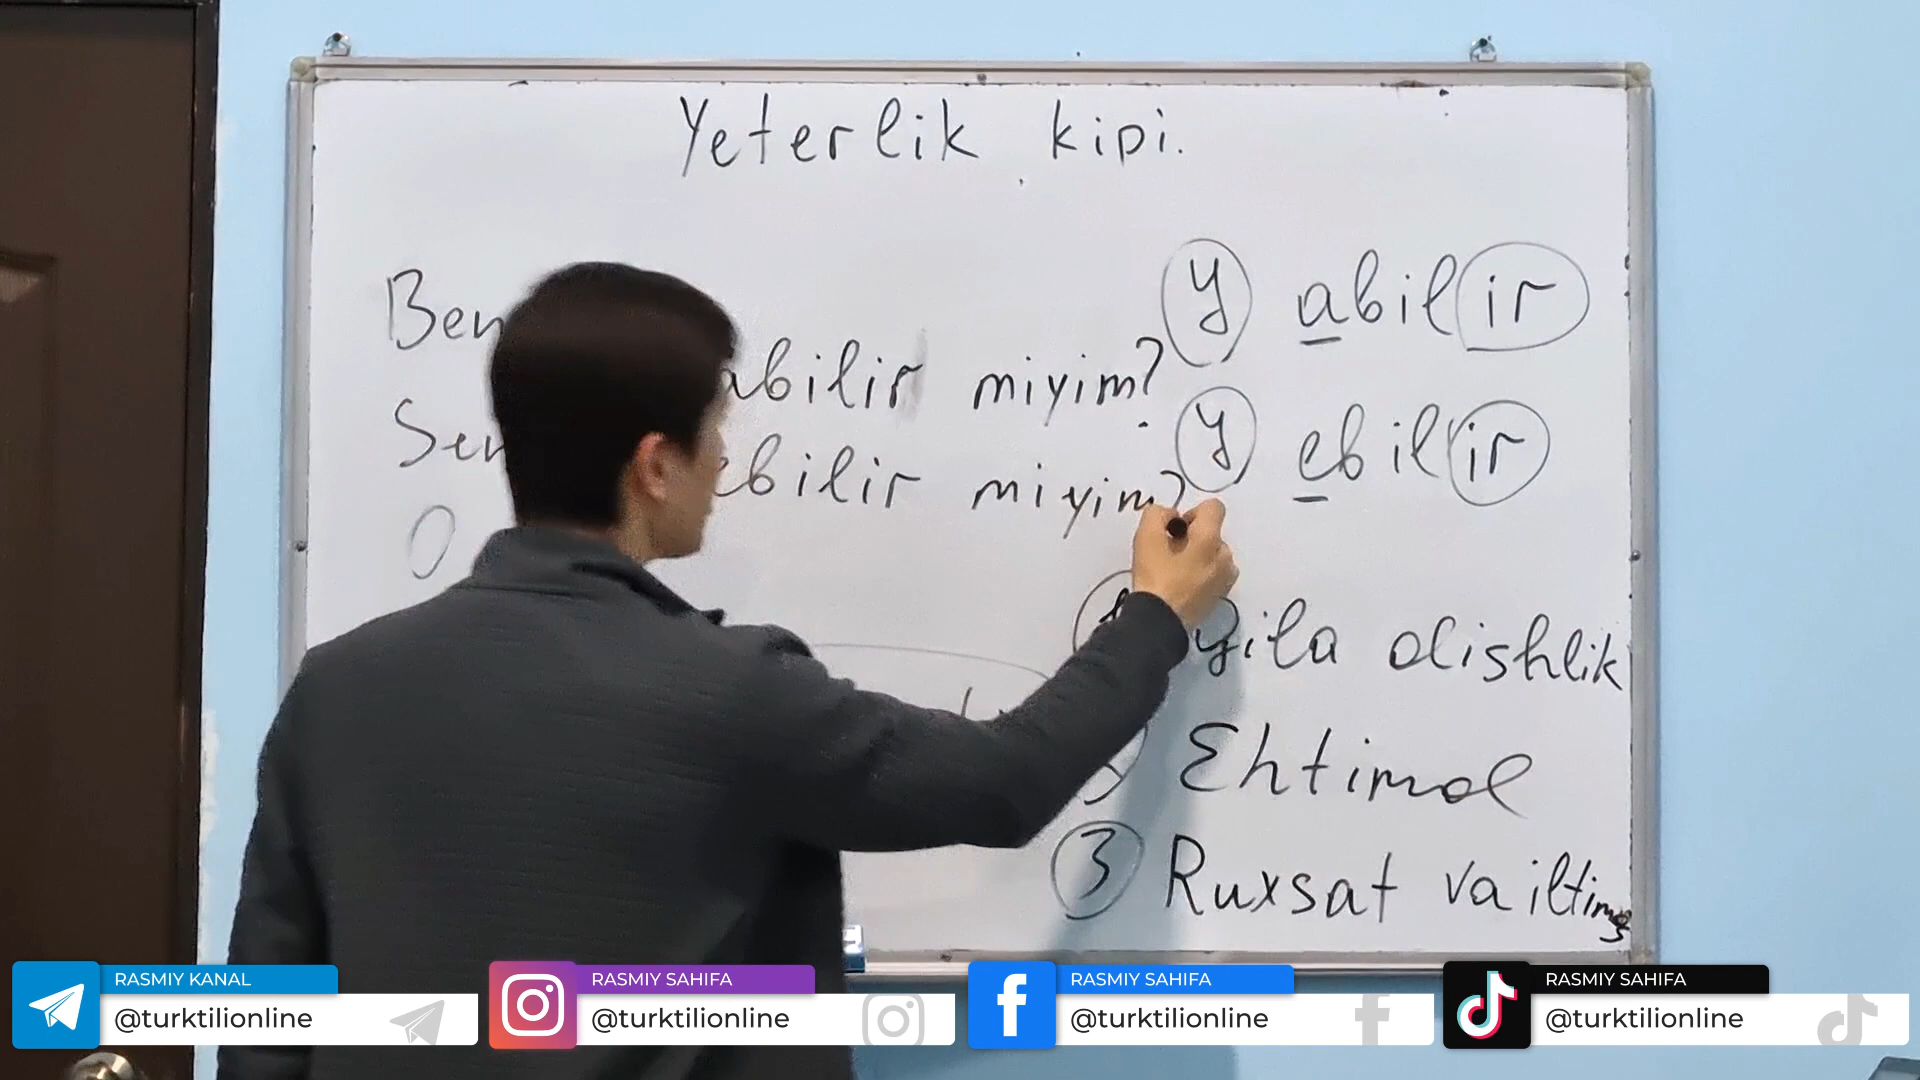 Yeterlik kipi.
Ben
abilir miyim?
Sen
ebilir miyim?
O
y abilir
y ebilir
qila olishlik
Ehtimol
3 Ruxsat va iltimos
RASMIY KANAL
@turktilionline
RASMIY SAHIFA
@turktilionline
RASMIY SAHIFA
@turktilionline
RASMIY SAHIFA
@turktilionline